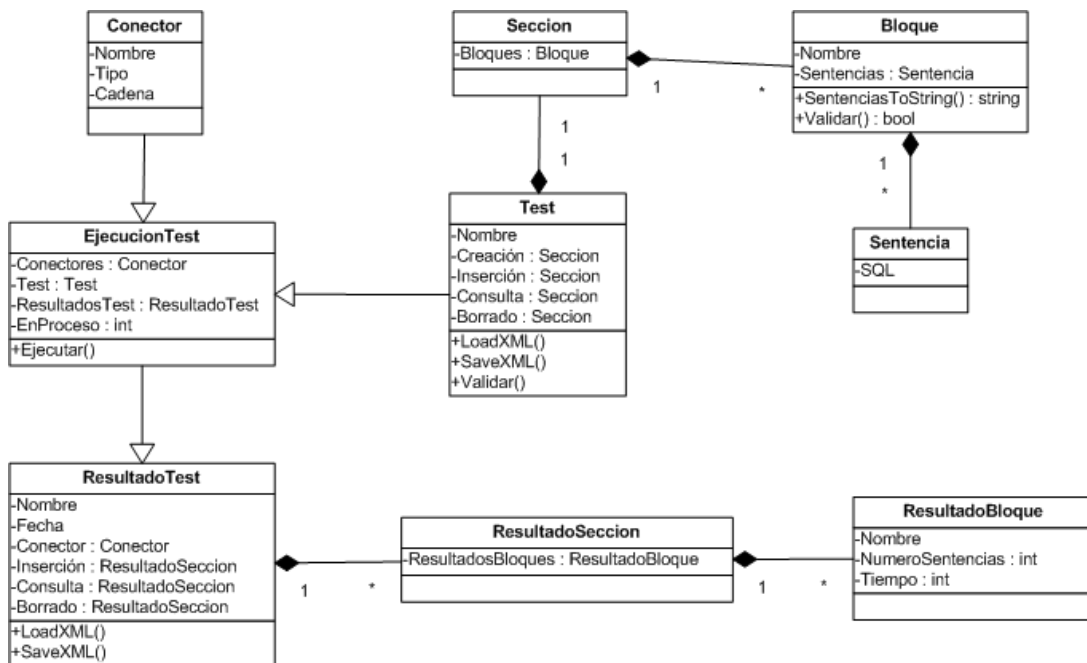 Conector
-Nombre
-Tipo
-Cadena
Seccion
-Bloques : Bloque
1
*
Bloque
-Nombre
-Sentencias : Sentencia
+SentenciasToString() : string
+Validar() : bool
1
*
Sentencia
-SQL
1
1
Test
-Nombre
-Creación : Seccion
-Inserción : Seccion
-Consulta : Seccion
-Borrado : Seccion
+LoadXML()
+SaveXML()
+Validar()
EjecucionTest
-Conectores : Conector
-Test : Test
-ResultadosTest : ResultadoTest
-EnProceso : int
+Ejecutar()
ResultadoTest
-Nombre
-Fecha
-Conector : Conector
-Inserción : ResultadoSeccion
-Consulta : ResultadoSeccion
-Borrado : ResultadoSeccion
+LoadXML()
+SaveXML()
1
*
ResultadoSeccion
-ResultadosBloques : ResultadoBloque
1
*
ResultadoBloque
-Nombre
-NumeroSentencias : int
-Tiempo : int